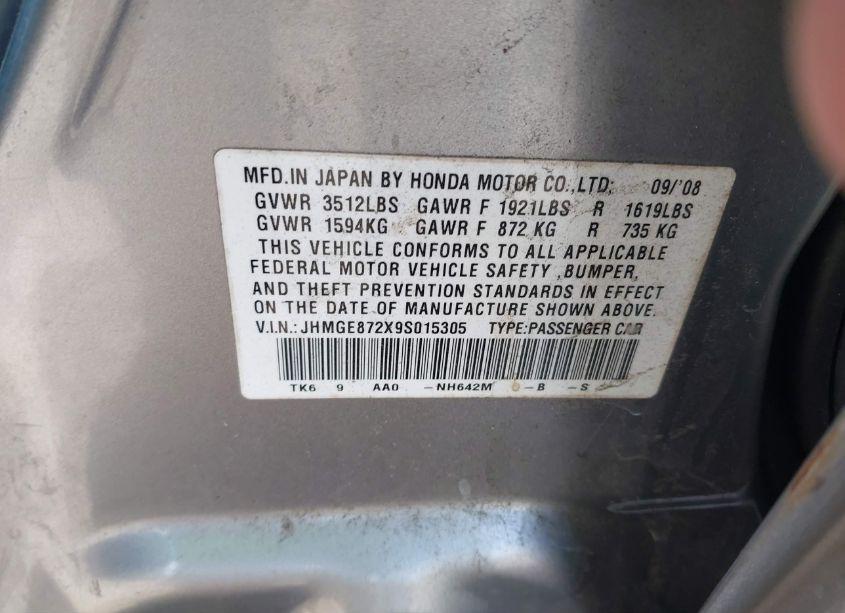 MFD.IN JAPAN BY HONDA MOTOR CO.,LTD; 09/'08
GVWR 3512LBS GAWR F 1921LBS R 1619LBS
GVWR 1594KG GAWR F 872 KG R 735 KG
THIS VEHICLE CONFORMS TO ALL APPLICABLE
FEDERAL MOTOR VEHICLE SAFETY ,BUMPER,
AND THEFT PREVENTION STANDARDS IN EFFECT
ON THE DATE OF MANUFACTURE SHOWN ABOVE.
V.I.N.: JHMGE872X9S015305 TYPE:PASSENGER CAR
TK6 9 AA0 -NH642M -B -S